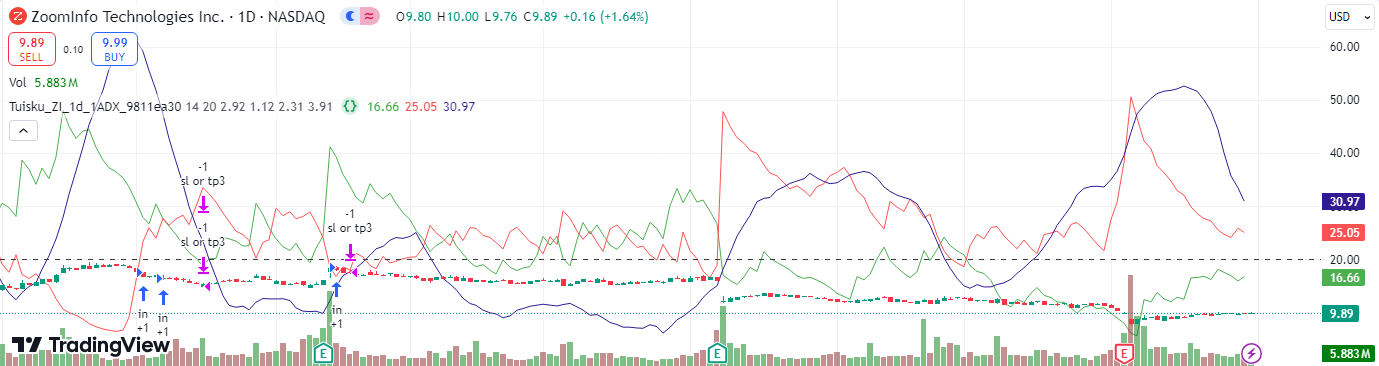 Z ZoomInfo Technologies Inc. · 1D · NASDAQ ≈ O9.80 H10.00 L9.76 C9.89 +0.16 (+1.64%)
USD
9.89
SELL
0.10
9.99
BUY
Vol 5.883M
Tuisku_ZI_1d_1ADX_9811ea30 14 20 2.92 1.12 2.31 3.91 {} 16.66 25.05 30.97
60.00
50.00
40.00
30.00
30.97
25.05
20.00
16.66
9.89
5.883M
-1
sl or tp3
-1
sl or tp3
-1
sl or tp3
in
+1
in
+1
in
+1
E
E
E
TradingView